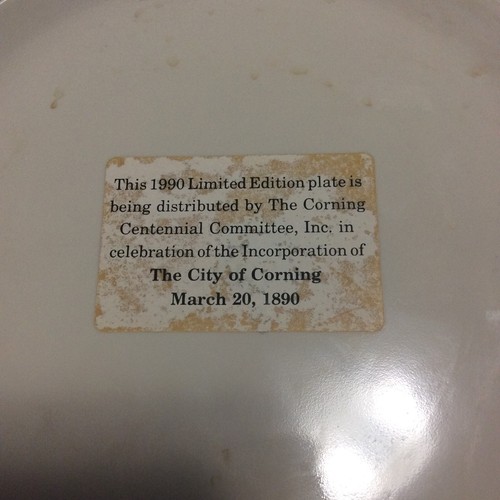 This 1990 Limited Edition plate is
being distributed by The Corning
Centennial Committee, Inc. in
celebration of the Incorporation of
The City of Corning
March 20, 1890